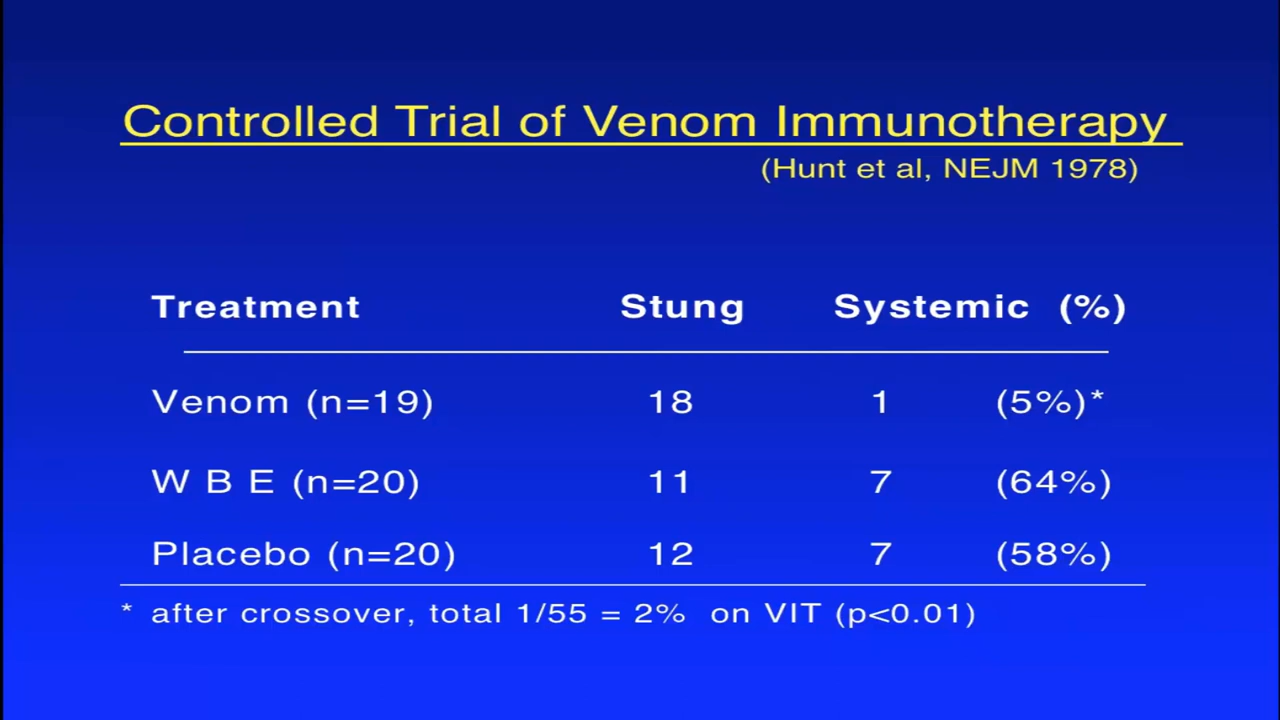 Controlled Trial of Venom Immunotherapy
(Hunt et al, NEJM 1978)
Treatment Stung Systemic (%)
Venom (n=19) 18 1 (5%)*
W B E (n=20) 11 7 (64%)
Placebo (n=20) 12 7 (58%)
* after crossover, total 1/55 = 2% on VIT (p<0.01)